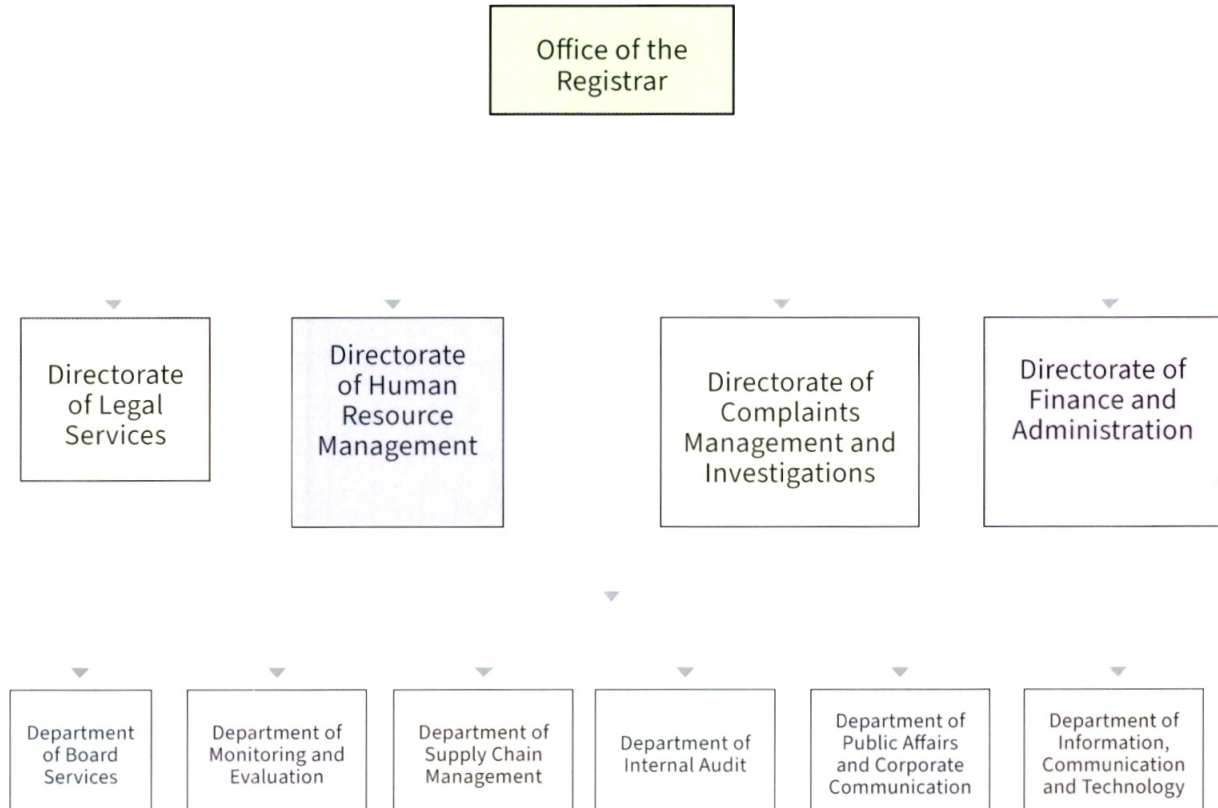 Office of the
Registrar
Directorate
of Legal
Services
Directorate
of Human
Resource
Management
Directorate of
Complaints
Management and
Investigations
Directorate of
Finance and
Administration
Department
of Board
Services
Department of
Monitoring and
Evaluation
Department of
Supply Chain
Management
Department of
Internal Audit
Department of
Public Affairs
and Corporate
Communication
Department of
Information,
Communication
and Technology